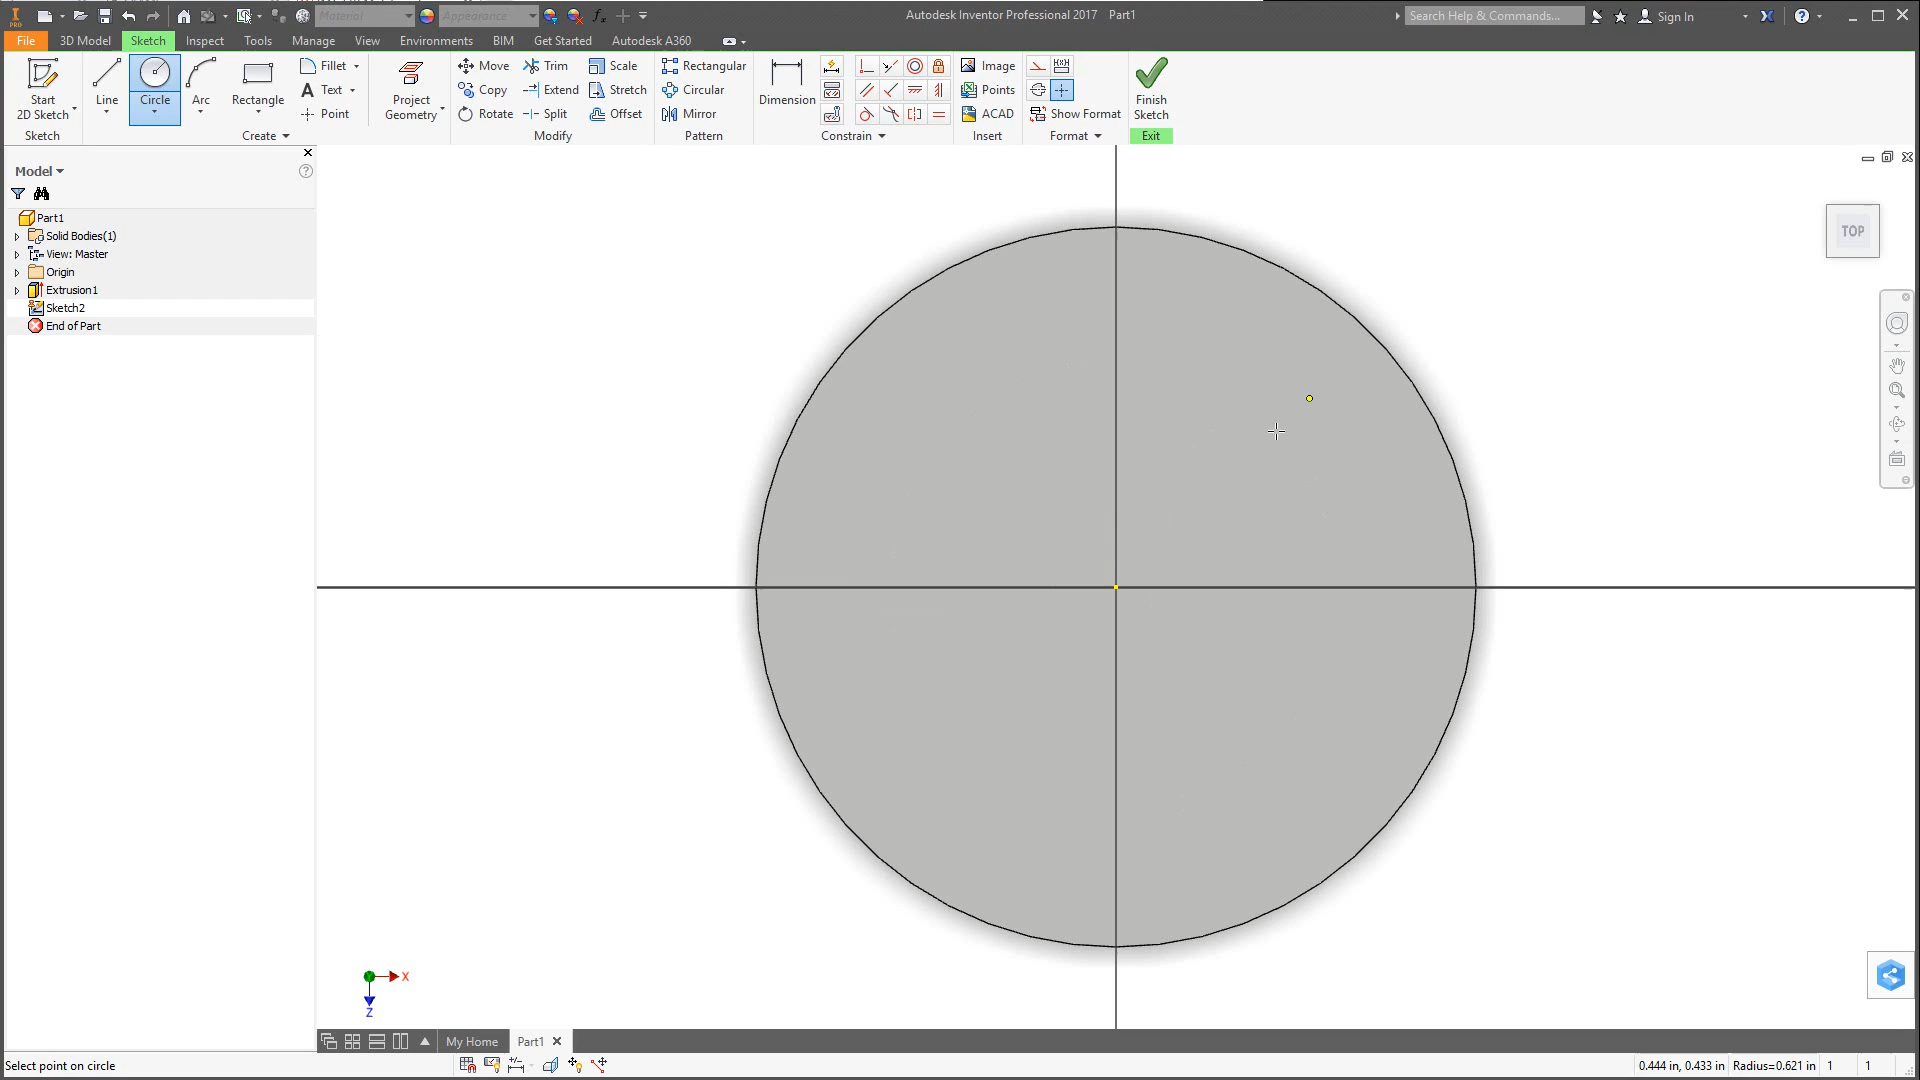 Material
Appearance
Autodesk Inventor Professional 2017 Part1
Search Help & Commands...
Sign In
PRO
File
3D Model
Sketch
Inspect
Tools
Manage
View
Environments
BIM
Get Started
Autodesk A360
Start
2D Sketch
Sketch
Line
Circle
Arc
Rectangle
Fillet
Text
Point
Create
Project
Geometry
Move
Copy
Rotate
Trim
Extend
Split
Scale
Stretch
Offset
Modify
Rectangular
Circular
Mirror
Pattern
Dimension
Constrain
Image
Points
ACAD
Insert
Show Format
Format
Finish
Sketch
Exit
Model
Part1
Solid Bodies(1)
View: Master
Origin
Extrusion1
Sketch2
End of Part
TOP
X
Z
My Home
Part1
Select point on circle
0.444 in, 0.433 in
Radius=0.621 in
1
1